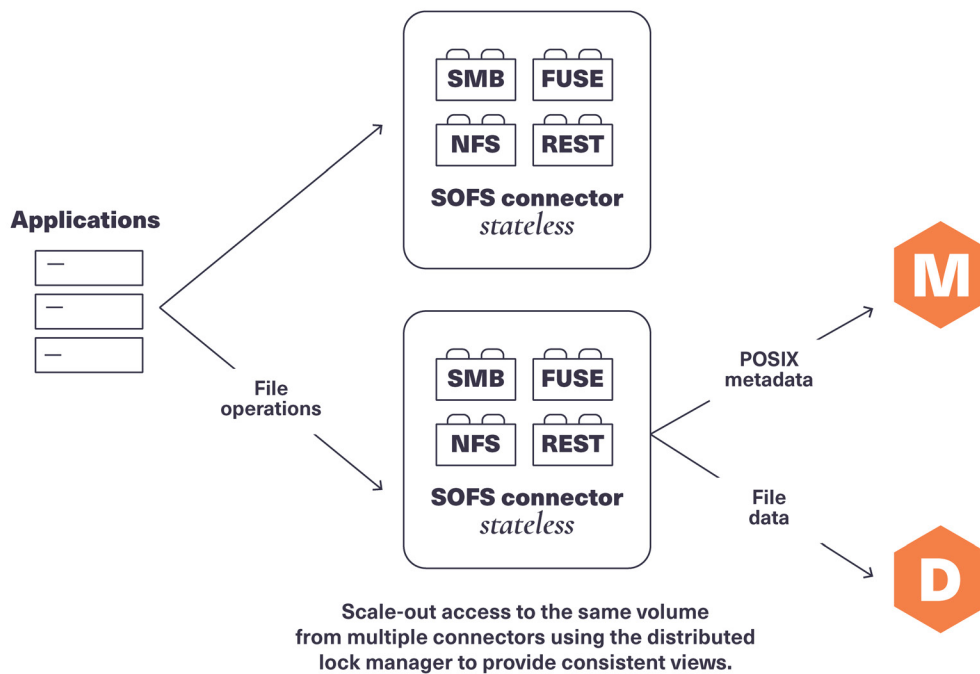 SMB
FUSE
NFS
REST
SOFS connector
stateless
Applications
File
operations
SMB
FUSE
NFS
REST
SOFS connector
stateless
M
POSIX
metadata
File
data
D
Scale-out access to the same volume
from multiple connectors using the distributed
lock manager to provide consistent views.